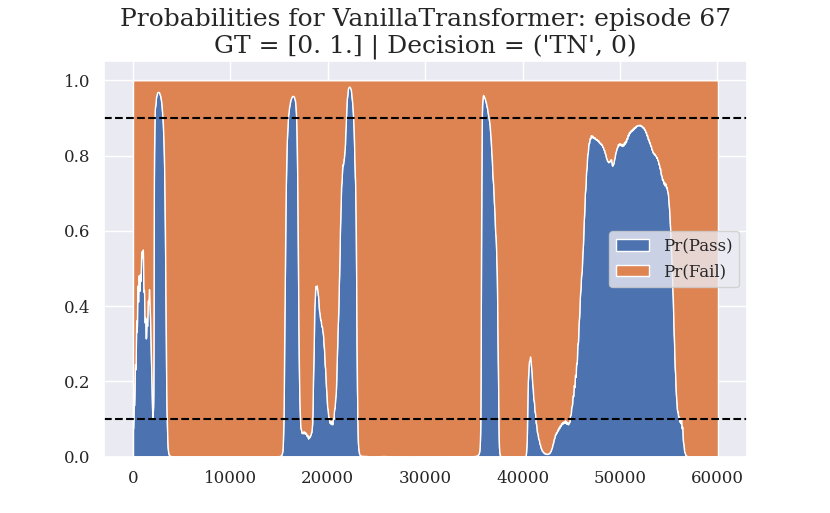 Probabilities for VanillaTransformer: episode 67
GT = [0. 1.] | Decision = ('TN', 0)
1.0
0.8
0.6
0.4
0.2
0.0
Pr(Pass)
Pr(Fail)
0 10000 20000 30000 40000 50000 60000